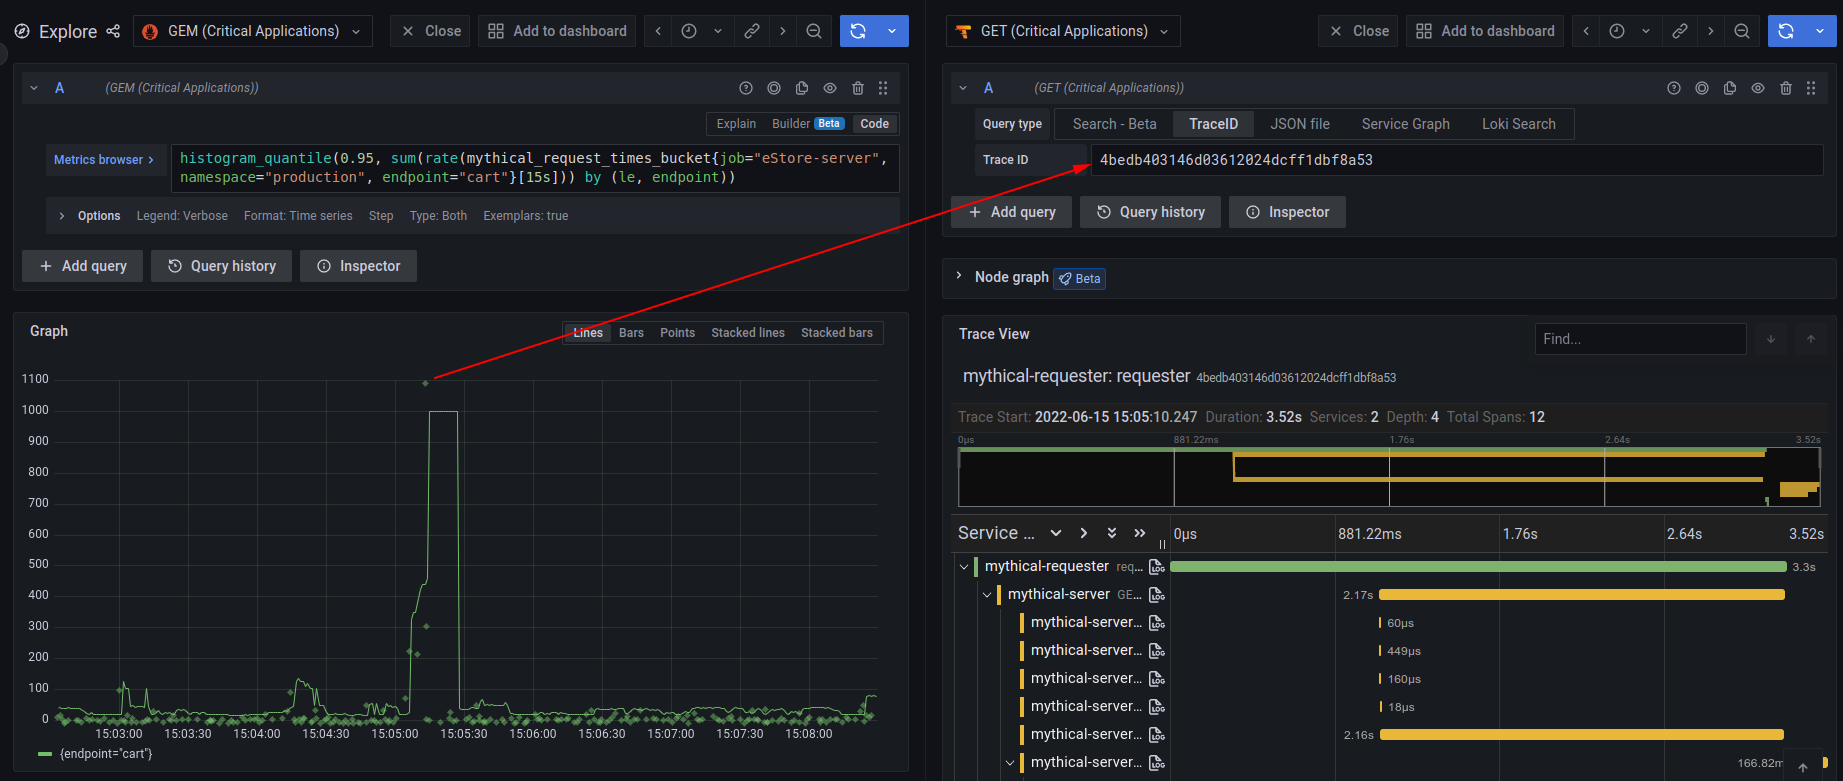 Explore
GEM (Critical Applications)
Close
Add to dashboard
A
(GEM (Critical Applications))
Explain
Builder
Beta
Code
Metrics browser
histogram_quantile(0.95, sum(rate(mythical_request_times_bucket{job="eStore-server",
namespace="production", endpoint="cart"}[15s])) by (le, endpoint))
Options
Legend: Verbose
Format: Time series
Step
Type: Both
Exemplars: true
Add query
Query history
Inspector
Graph
Lines
Bars
Points
Stacked lines
Stacked bars
1100
1000
900
800
700
600
500
400
300
200
100
0
15:03:00
15:03:30
15:04:00
15:04:30
15:05:00
15:05:30
15:06:00
15:06:30
15:07:00
15:07:30
15:08:00
{endpoint="cart"}
GET (Critical Applications)
Close
Add to dashboard
A
(GET (Critical Applications))
Query type
Search - Beta
TraceID
JSON file
Service Graph
Loki Search
Trace ID
4bedb403146d03612024dcff1dbf8a53
Add query
Query history
Inspector
Node graph
Beta
Trace View
Find...
mythical-requester: requester 4bedb403146d03612024dcff1dbf8a53
Trace Start: 2022-06-15 15:05:10.247 Duration: 3.52s Services: 2 Depth: 4 Total Spans: 12
0µs
881.22ms
1.76s
2.64s
3.52s
Service ...
0µs
881.22ms
1.76s
2.64s
3.52s
mythical-requester req... LOG 3.3s
mythical-server GE... LOG 2.17s
mythical-server... LOG 60µs
mythical-server... LOG 449µs
mythical-server... LOG 160µs
mythical-server... LOG 18µs
mythical-server... LOG 2.16s
mythical-server... LOG 166.82m